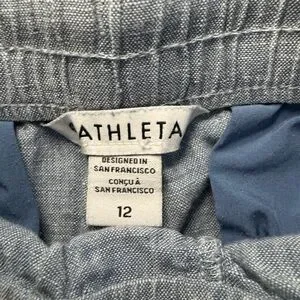 ATHLETA
DESIGNED IN
SAN FRANCISCO
CONÇU À
SAN FRANCISCO
12